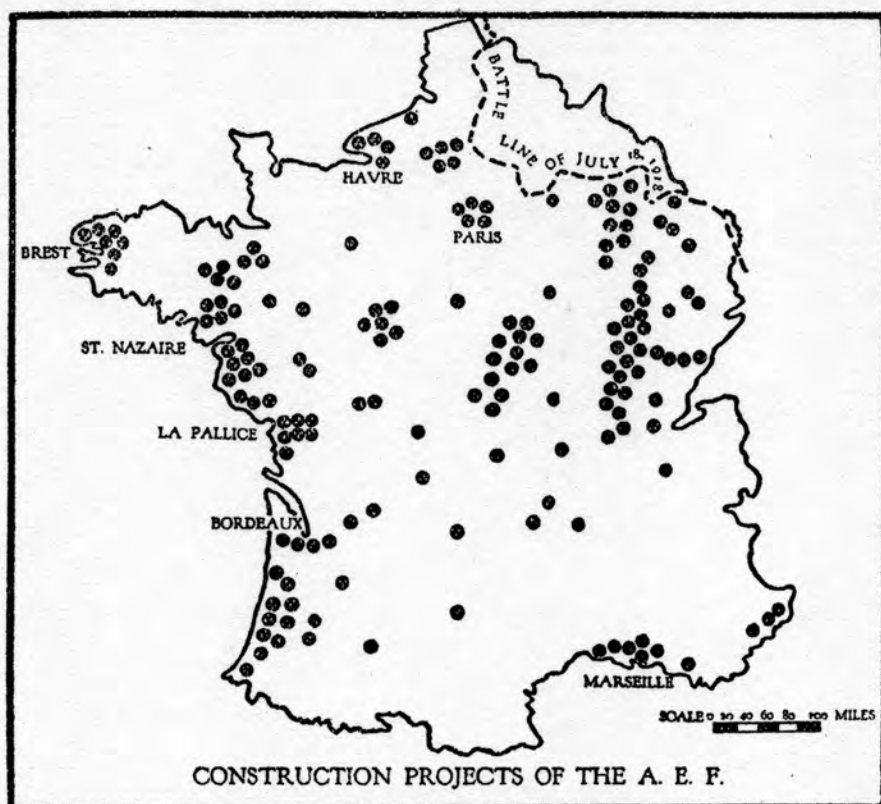 BATTLE LINE OF JULY 18, 1918
HAVRE
PARIS
BREST
ST. NAZAIRE
LA PALLICE
BORDEAUX
MARSEILLE
SCALE 0 20 40 60 80 100 MILES
CONSTRUCTION PROJECTS OF THE A. E. F.